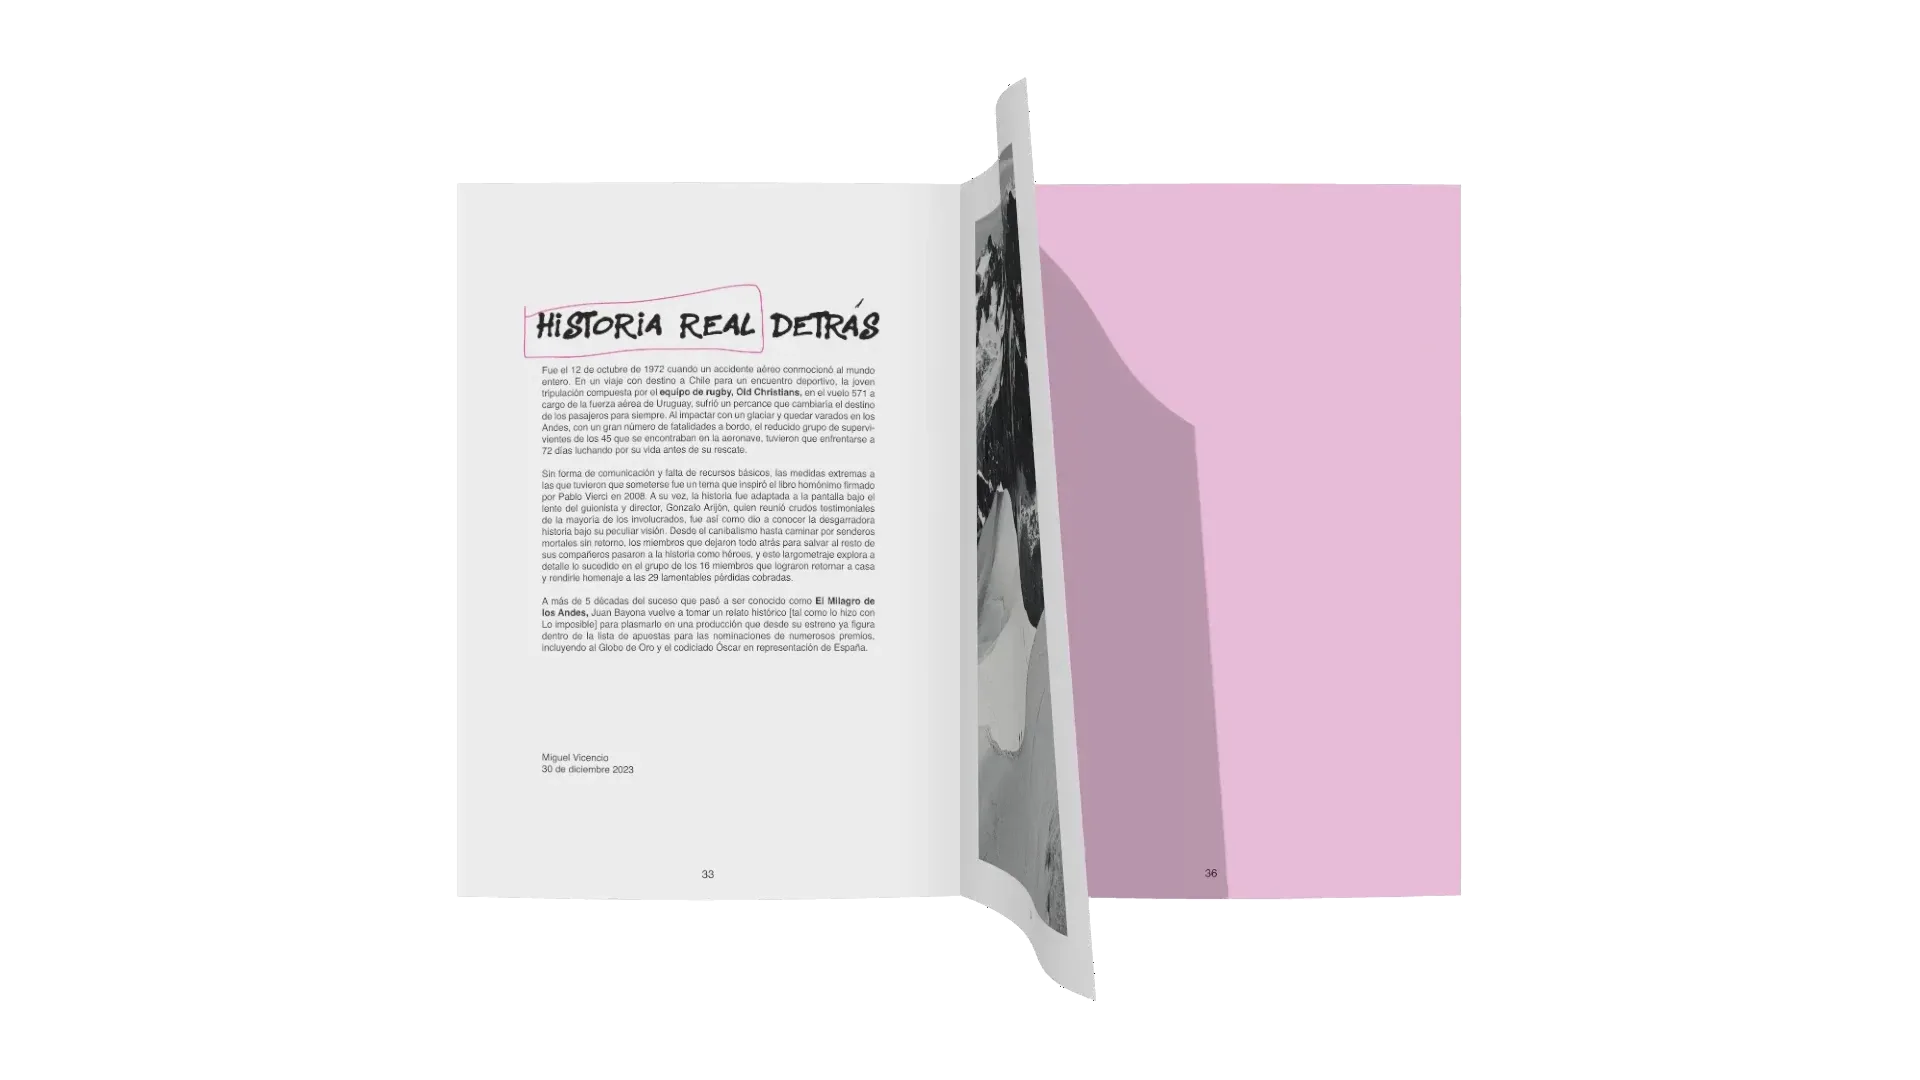 HiSTORiA REAL DETRÁS
Fue el 12 de octubre de 1972 cuando un accidente aéreo conmocionó al mundo
entero. En un viaje con destino a Chile para un encuentro deportivo, la joven
tripulación compuesta por el equipo de rugby, Old Christians, en el vuelo 571 a
cargo de la fuerza aérea de Uruguay, sufrió un percance que cambiaría el destino
de los pasajeros para siempre. Al impactar con un glaciar y quedar varados en los
Andes, con un gran número de fatalidades a bordo, el reducido grupo de supervi-
vientes de los 45 que se encontraban en la aeronave, tuvieron que enfrentarse a
72 días luchando por su vida antes de su rescate.
Sin forma de comunicación y falta de recursos básicos, las medidas extremas a
las que tuvieron que someterse fue un tema que inspiró el libro homónimo firmado
por Pablo Vierci en 2008. A su vez, la historia fue adaptada a la pantalla bajo el
lente del guionista y director, Gonzalo Arijón, quien reunió crudos testimoniales
de la mayoría de los involucrados, fue así como dio a conocer la desgarradora
historia bajo su peculiar visión. Desde el canibalismo hasta caminar por senderos
mortales sin retorno, los miembros que dejaron todo atrás para salvar al resto de
sus compañeros pasaron a la historia como héroes, y este largometraje explora a
detalle lo sucedido en el grupo de los 16 miembros que lograron retornar a casa
y rendirle homenaje a las 29 lamentables pérdidas cobradas.
A más de 5 décadas del suceso que pasó a ser conocido como El Milagro de
los Andes, Juan Bayona vuelve a tomar un relato histórico [tal como lo hizo con
Lo imposible] para plasmarlo en una producción que desde su estreno ya figura
dentro de la lista de apuestas para las nominaciones de numerosos premios,
incluyendo al Globo de Oro y el codiciado Óscar en representación de España.
Miguel Vicencio
30 de diciembre 2023
33
36